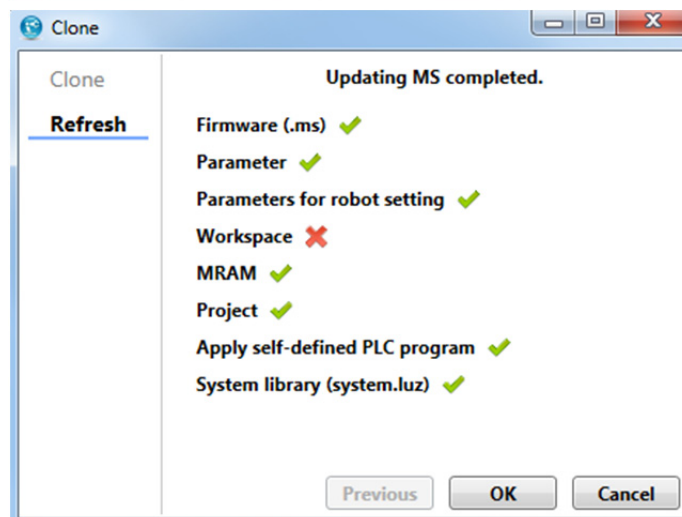 Clone
Clone
Refresh
Updating MS completed.
Firmware (.ms)
Parameter
Parameters for robot setting
Workspace
MRAM
Project
Apply self-defined PLC program
System library (system.luz)
Previous
OK
Cancel